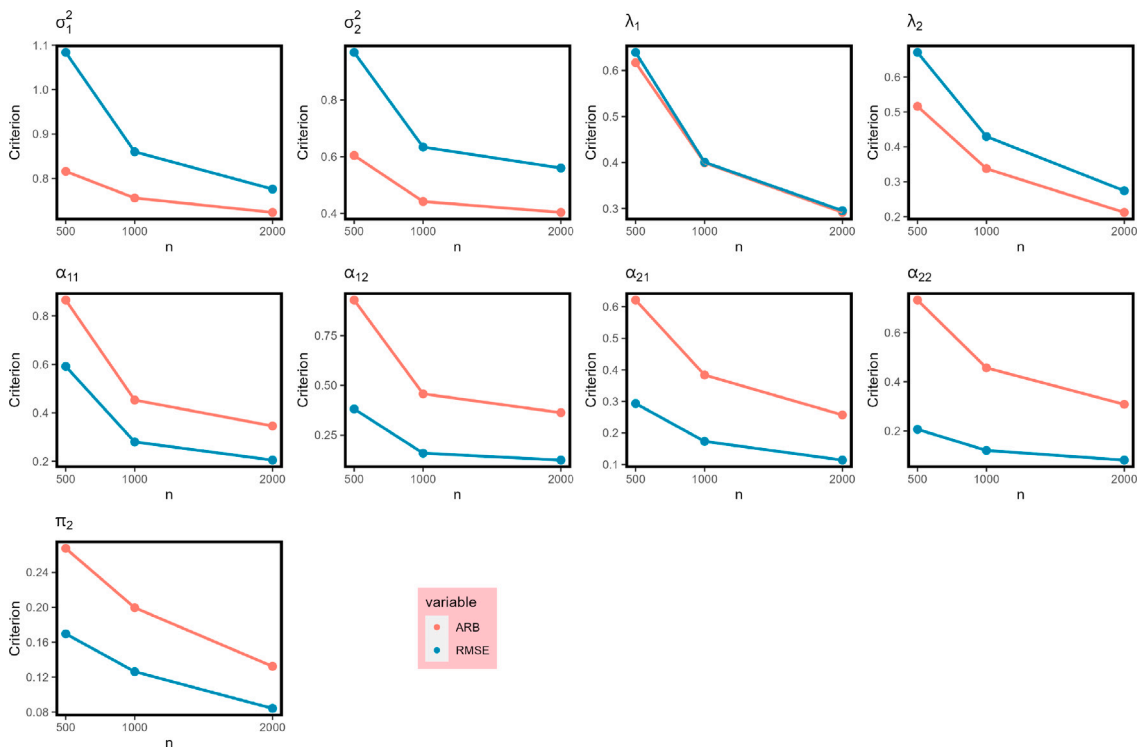 σ₁² σ₂² λ₁ λ₂
1.1
1.0
0.9
0.8
Criterion
500 1000 2000
n
0.8
0.6
0.4
Criterion
500 1000 2000
n
0.6
0.5
0.4
0.3
Criterion
500 1000 2000
n
0.6
0.5
0.4
0.3
0.2
Criterion
500 1000 2000
n
α₁₁ α₁₂ α₂₁ α₂₂
0.8
0.6
0.4
0.2
Criterion
500 1000 2000
n
0.75
0.50
0.25
Criterion
500 1000 2000
n
0.6
0.5
0.4
0.3
0.2
0.1
Criterion
500 1000 2000
n
0.6
0.4
0.2
Criterion
500 1000 2000
n
π₂
0.24
0.20
0.16
0.12
0.08
Criterion
500 1000 2000
n
variable
ARB
RMSE